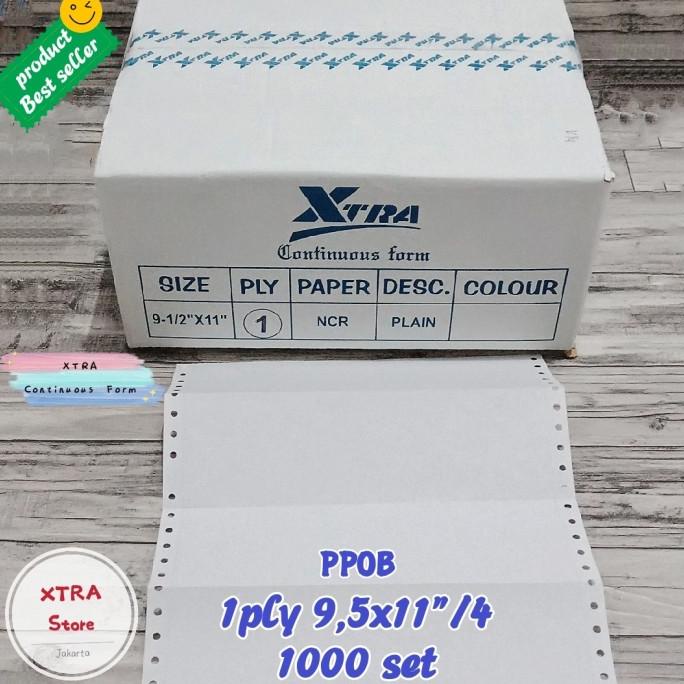 product
Best seller
XTRA
Continuous form
SIZE PLY PAPER DESC. COLOUR
9-1/2"X11" 1 NCR PLAIN
XTRA
Continuous Form
PPOB
1ply 9,5x11"/4
1000 set
XTRA
Store
Jakarta